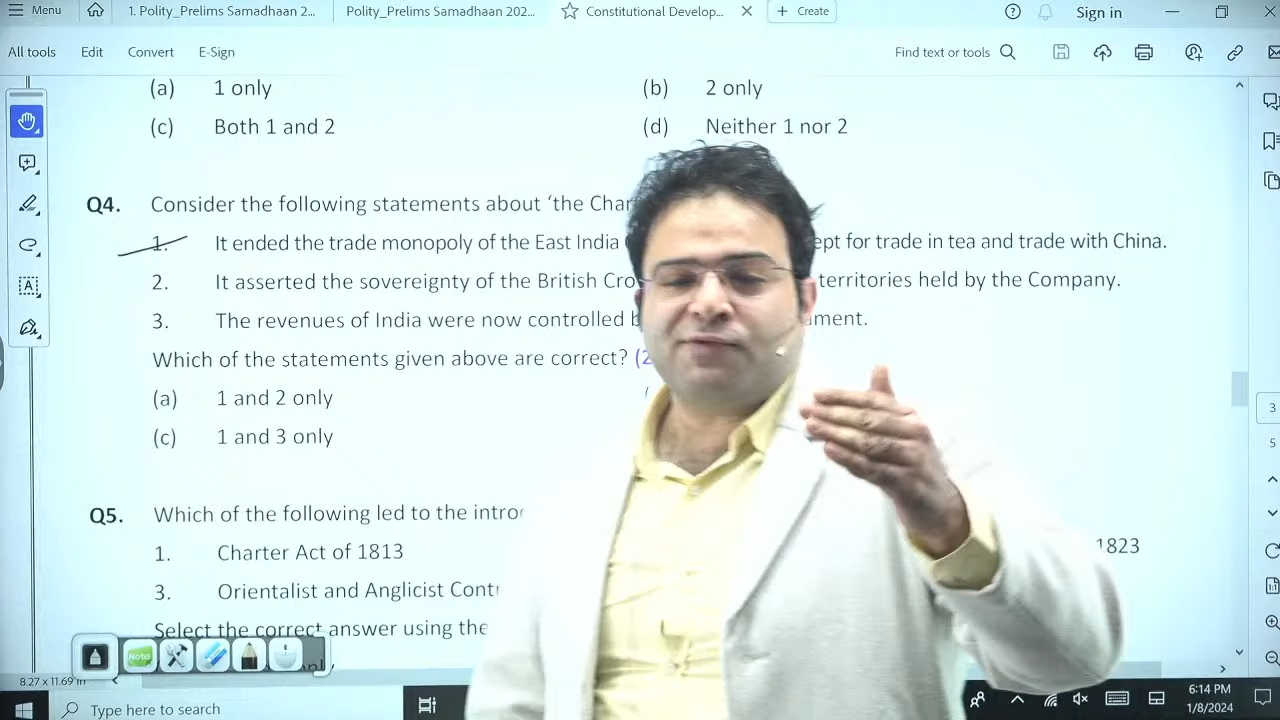 Menu
1. Polity_Prelims Samadhaan 2...
Polity_Prelims Samadhaan 202...
Constitutional Develop...
Create
Sign in
All tools
Edit
Convert
E-Sign
Find text or tools
(a) 1 only
(b) 2 only
(c) Both 1 and 2
(d) Neither 1 nor 2
Q4. Consider the following statements about ‘the
1. It ended the trade monopoly of the East India for trade in tea and trade with China.
2. It asserted the sovereignty of the British territories held by the Company.
3. The revenues of India were now controlled
Which of the statements given above are correct?
(a) 1 and 2 only
(c) 1 and 3 only
Q5. Which of the following led to the
1. Charter Act of 1813
1823
3. Orientalist and Anglicist
Select the correct answer using the
8.27 x 11.69 in
3
5
Note
Type here to search
6:14 PM
1/8/2024